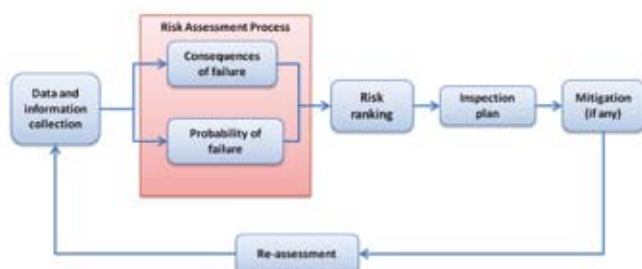 Risk Assessment Process
Consequences
of failure
Data and
information
collection
Probability of
failure
Risk
ranking
Inspection
plan
Mitigation
(if any)
Re-assessment